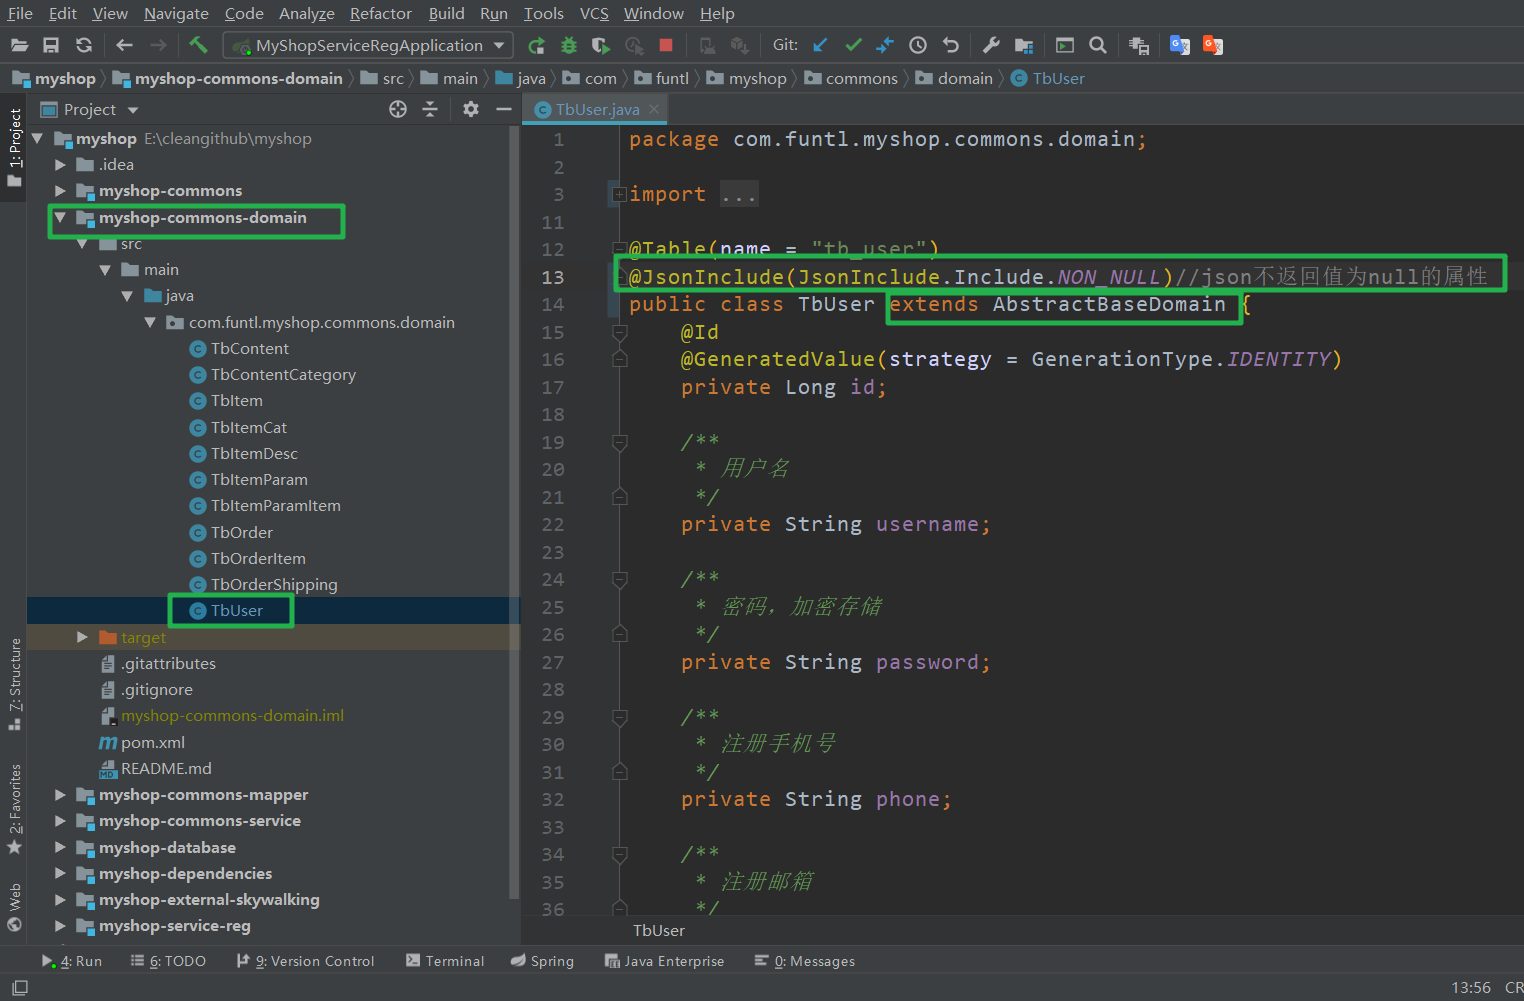 File Edit View Navigate Code Analyze Refactor Build Run Tools VCS Window Help
MyShopServiceRegApplication Git:
myshop myshop-commons-domain src main java com funtl myshop commons domain TbUser
1: Project
7: Structure
2: Favorites
Web
Project
myshop E:\cleangithub\myshop
.idea
myshop-commons
myshop-commons-domain
src
main
java
com.funtl.myshop.commons.domain
TbContent
TbContentCategory
TbItem
TbItemCat
TbItemDesc
TbItemParam
TbItemParamItem
TbOrder
TbOrderItem
TbOrderShipping
TbUser
target
.gitattributes
.gitignore
myshop-commons-domain.iml
pom.xml
README.md
myshop-commons-mapper
myshop-commons-service
myshop-database
myshop-dependencies
myshop-external-skywalking
myshop-service-reg
TbUser.java
1 package com.funtl.myshop.commons.domain;
2
3 import ...
11
12 @Table(name = "tb_user")
13 @JsonInclude(JsonInclude.Include.NON_NULL)//json不返回值为null的属性
14 public class TbUser extends AbstractBaseDomain {
15 @Id
16 @GeneratedValue(strategy = GenerationType.IDENTITY)
17 private Long id;
18
19 /**
20 * 用户名
21 */
22 private String username;
23
24 /**
25 * 密码，加密存储
26 */
27 private String password;
28
29 /**
30 * 注册手机号
31 */
32 private String phone;
33
34 /**
35 * 注册邮箱
36 */
TbUser
4: Run 6: TODO 9: Version Control Terminal Spring Java Enterprise 0: Messages
13:56 CR